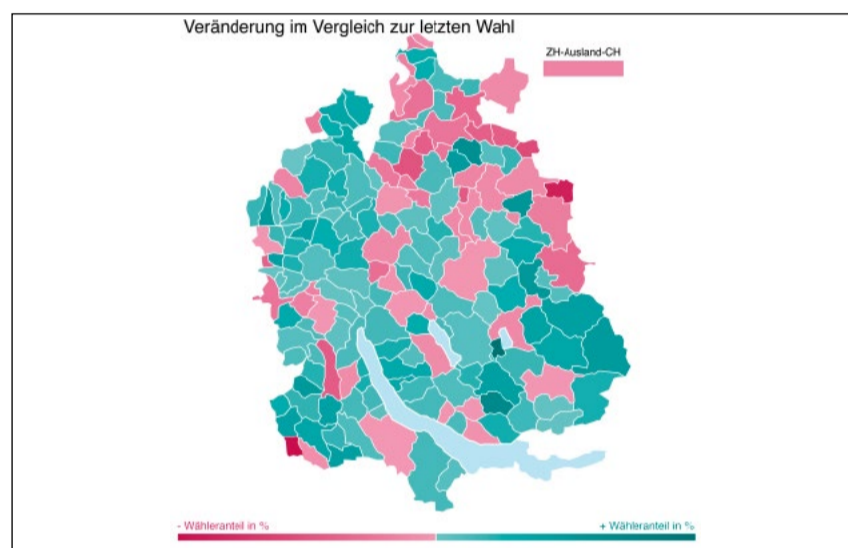 Veränderung im Vergleich zur letzten Wahl
ZH-Ausland-CH
- Wähleranteil in %
+ Wähleranteil in %